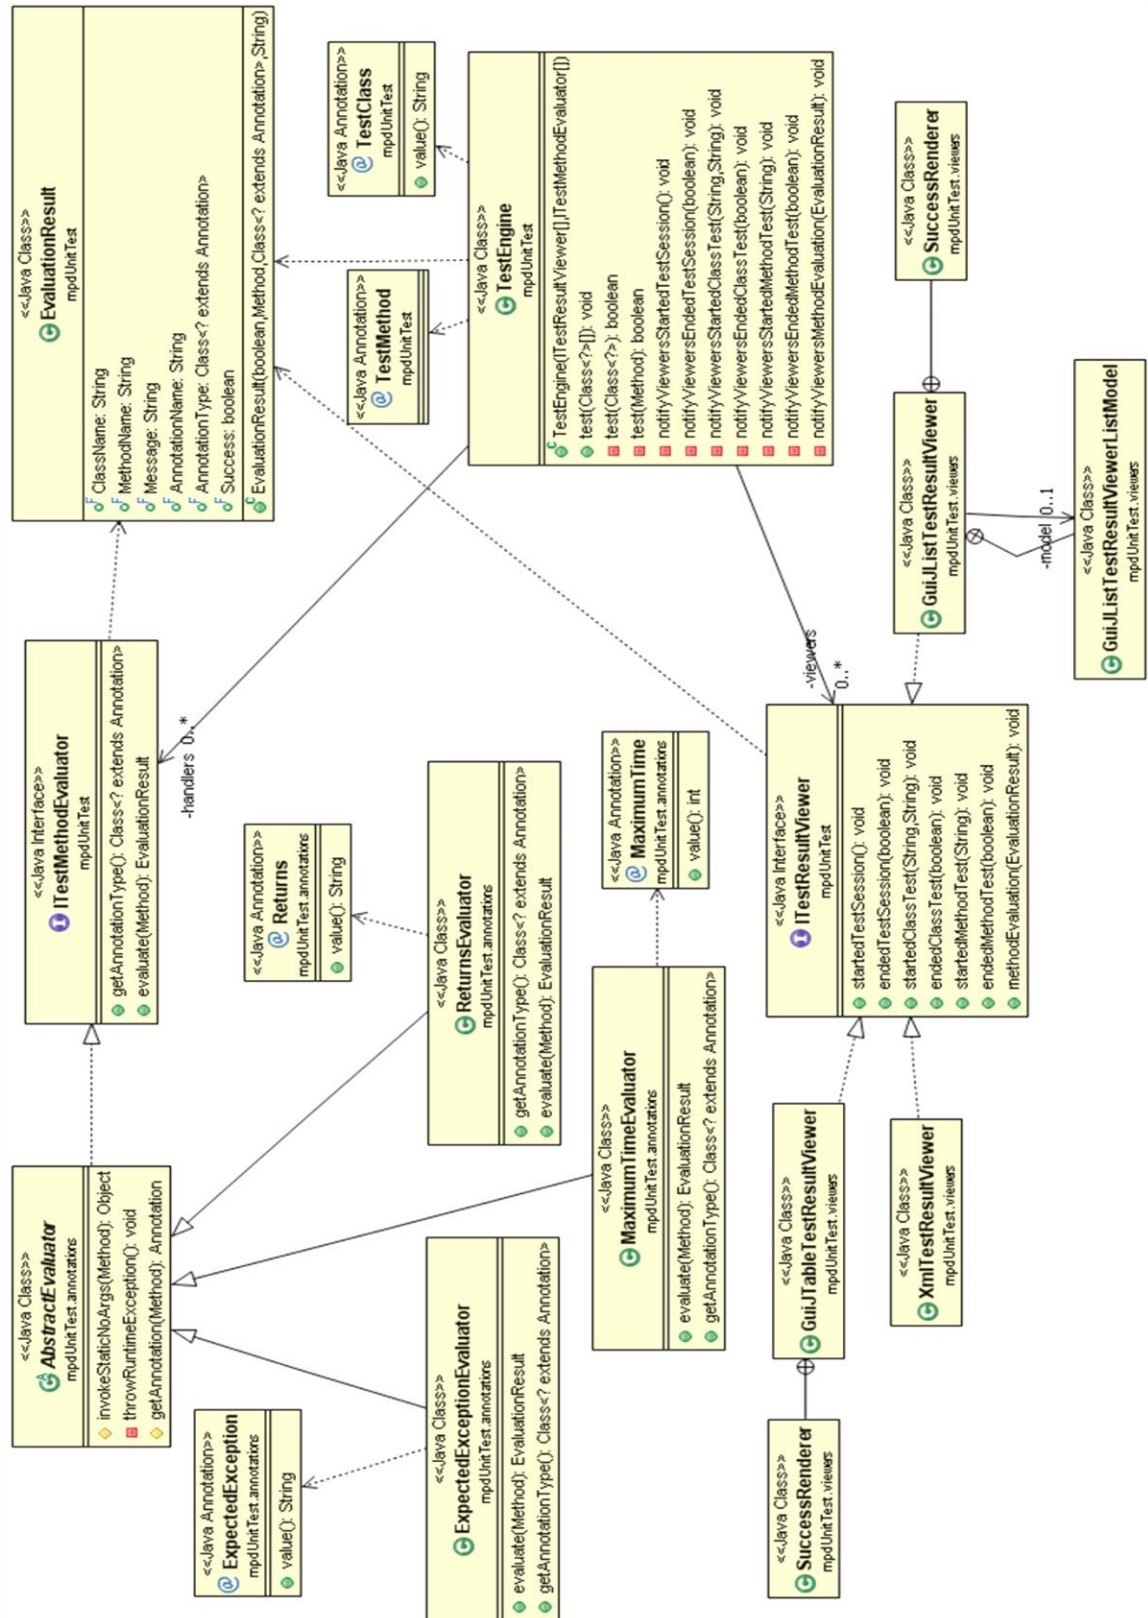 <<Java Class>>
AbstractEvaluator
mpdUnitTest.annotations
invokeStaticNoArgs(Method): Object
throwRuntimeException(): void
getAnnotation(Method): Annotation
<<Java Interface>>
ITestMethodEvaluator
mpdUnitTest
getAnnotationType(): Class<? extends Annotation>
evaluate(Method): EvaluationResult
<<Java Class>>
EvaluationResult
mpdUnitTest
ClassName: String
MethodName: String
Message: String
AnnotationName: String
AnnotationType: Class<? extends Annotation>
Success: boolean
EvaluationResult(boolean,Method,Class<? extends Annotation>,String)
-handlers 0..*
<<Java Annotation>>
ExpectedException
mpdUnitTest.annotations
value(): String
<<Java Annotation>>
Returns
mpdUnitTest.annotations
value(): String
<<Java Annotation>>
TestMethod
mpdUnitTest
<<Java Annotation>>
TestClass
mpdUnitTest
value(): String
<<Java Class>>
ExpectedExceptionEvaluator
mpdUnitTest.annotations
evaluate(Method): EvaluationResult
getAnnotationType(): Class<? extends Annotation>
<<Java Class>>
ReturnsEvaluator
mpdUnitTest.annotations
getAnnotationType(): Class<? extends Annotation>
evaluate(Method): EvaluationResult
<<Java Class>>
TestEngine
mpdUnitTest
TestEngine(ITestResultViewer[],ITestMethodEvaluator[])
test(Class<?>[]): void
test(Class<?>): boolean
test(Method): boolean
notifyViewersStartedTestSession(): void
notifyViewersEndedTestSession(boolean): void
notifyViewersStartedClassTest(String,String): void
notifyViewersEndedClassTest(boolean): void
notifyViewersStartedMethodTest(String): void
notifyViewersEndedMethodTest(boolean): void
notifyViewersMethodEvaluation(EvaluationResult): void
<<Java Class>>
MaximumTimeEvaluator
mpdUnitTest.annotations
evaluate(Method): EvaluationResult
getAnnotationType(): Class<? extends Annotation>
<<Java Annotation>>
MaximumTime
mpdUnitTest.annotations
value(): int
-viewers
0..*
<<Java Class>>
SuccessRenderer
mpdUnitTest.viewers
<<Java Class>>
GuiJTableTestResultViewer
mpdUnitTest.viewers
<<Java Interface>>
ITestResultViewer
mpdUnitTest
startedTestSession(): void
endedTestSession(boolean): void
startedClassTest(String,String): void
endedClassTest(boolean): void
startedMethodTest(String): void
endedMethodTest(boolean): void
methodEvaluation(EvaluationResult): void
<<Java Class>>
XmlTestResultViewer
mpdUnitTest.viewers
<<Java Class>>
GuiJListTestResultViewer
mpdUnitTest.viewers
<<Java Class>>
SuccessRenderer
mpdUnitTest.viewers
-model 0..1
<<Java Class>>
GuiJListTestResultViewerListModel
mpdUnitTest.viewers